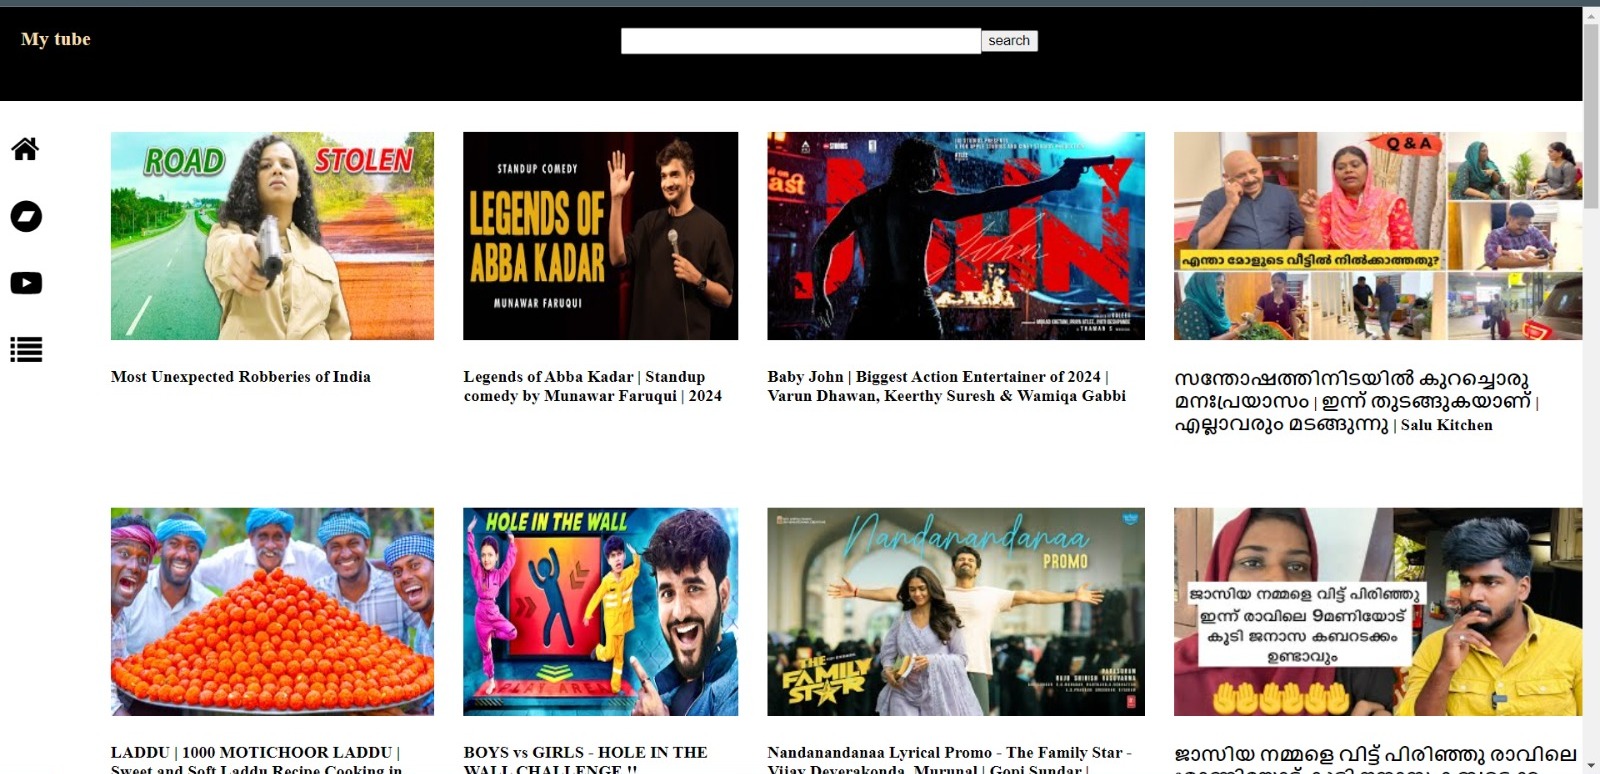 My tube
search
ROAD
STOLEN
STANDUP COMEDY
LEGENDS OF
ABBA KADAR
MUNAWAR FARUQUI
John
Q & A
എന്താ മോളുടെ വീട്ടിൽ നിൽക്കാത്തത്?
Most Unexpected Robberies of India
Legends of Abba Kadar | Standup
comedy by Munawar Faruqui | 2024
Baby John | Biggest Action Entertainer of 2024 |
Varun Dhawan, Keerthy Suresh & Wamiqa Gabbi
സന്തോഷത്തിനിടയിൽ കുറച്ചൊരു
മനഃപ്രയാസം | ഇന്ന് തുടങ്ങുകയാണ് |
എല്ലാവരും മടങ്ങുന്നു | Salu Kitchen
HOLE IN THE WALL
PLAY AREA
Nandanandanaa
PROMO
THE
FAMILY
STAR
ജാസിയ നമ്മളെ വിട്ട് പിരിഞ്ഞു
ഇന്ന് രാവിലെ 9മണിയോട്
കൂടി ജനാസ കബറടക്കം
ഉണ്ടാവും
LADDU | 1000 MOTICHOOR LADDU |
Sweet and Soft Laddu Recipe Cooking in
BOYS vs GIRLS - HOLE IN THE
WALL CHALLENGE !!
Nandanandanaa Lyrical Promo - The Family Star -
Vijay Deverakonda, Mrunal | Gopi Sundar |
ജാസിയ നമ്മളെ വിട്ട് പിരിഞ്ഞു രാവിലെ